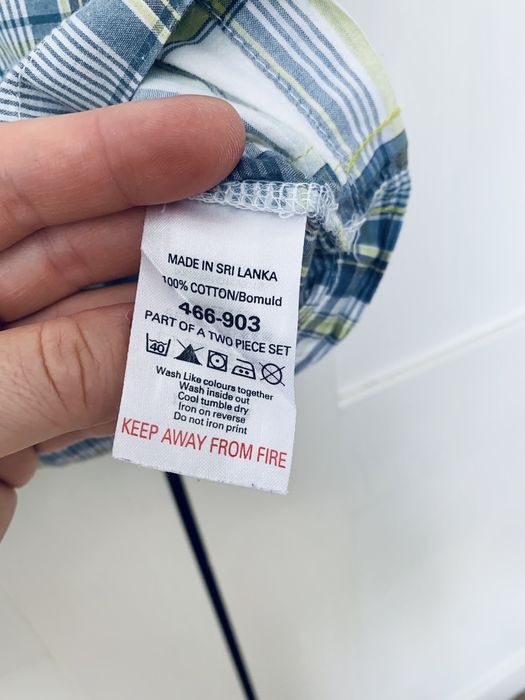 MADE IN SRI LANKA
100% COTTON/Bomuld
466-903
PART OF A TWO PIECE SET
40
Wash Like colours together
Wash inside out
Cool tumble dry
Iron on reverse
Do not iron print
KEEP AWAY FROM FIRE